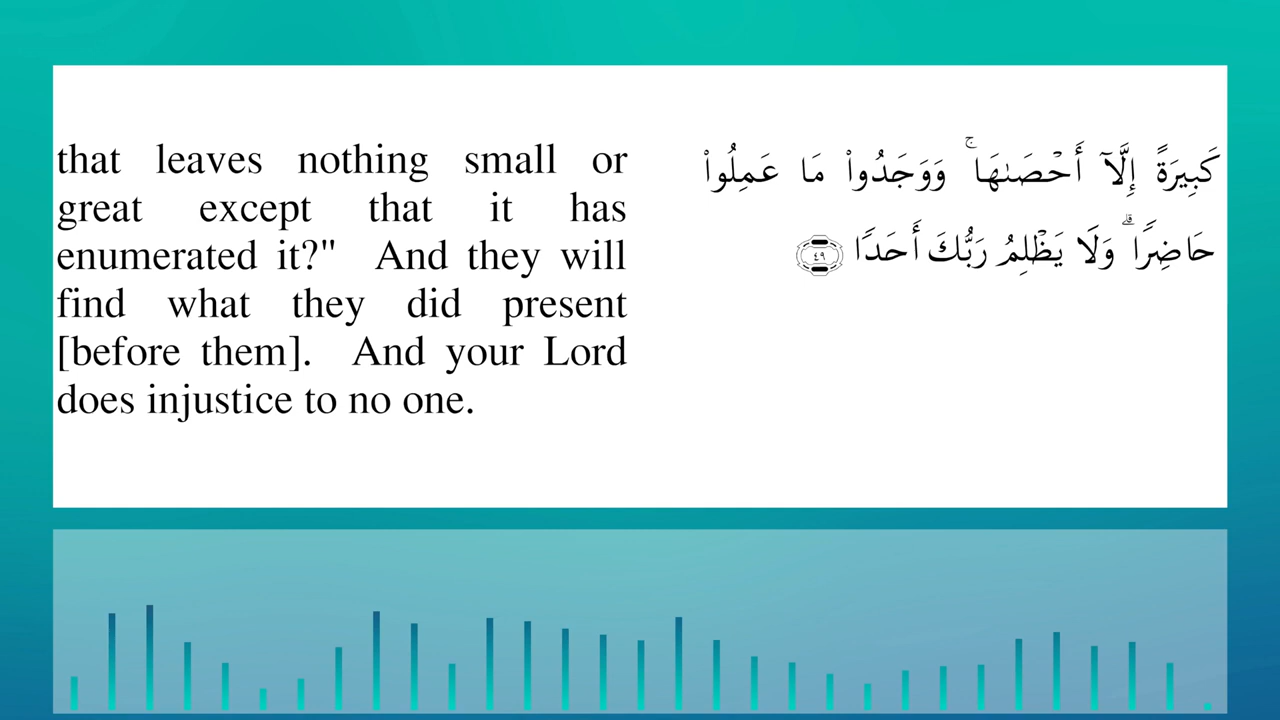 that leaves nothing small or
great except that it has
enumerated it?" And they will
find what they did present
[before them]. And your Lord
does injustice to no one.
كَبِيرَةً إِلَّآ أَحْصَىٰهَا ۚ وَوَجَدُوا۟ مَا عَمِلُوا۟
حَاضِرًا ۗ وَلَا يَظْلِمُ رَبُّكَ أَحَدًا ٤٩